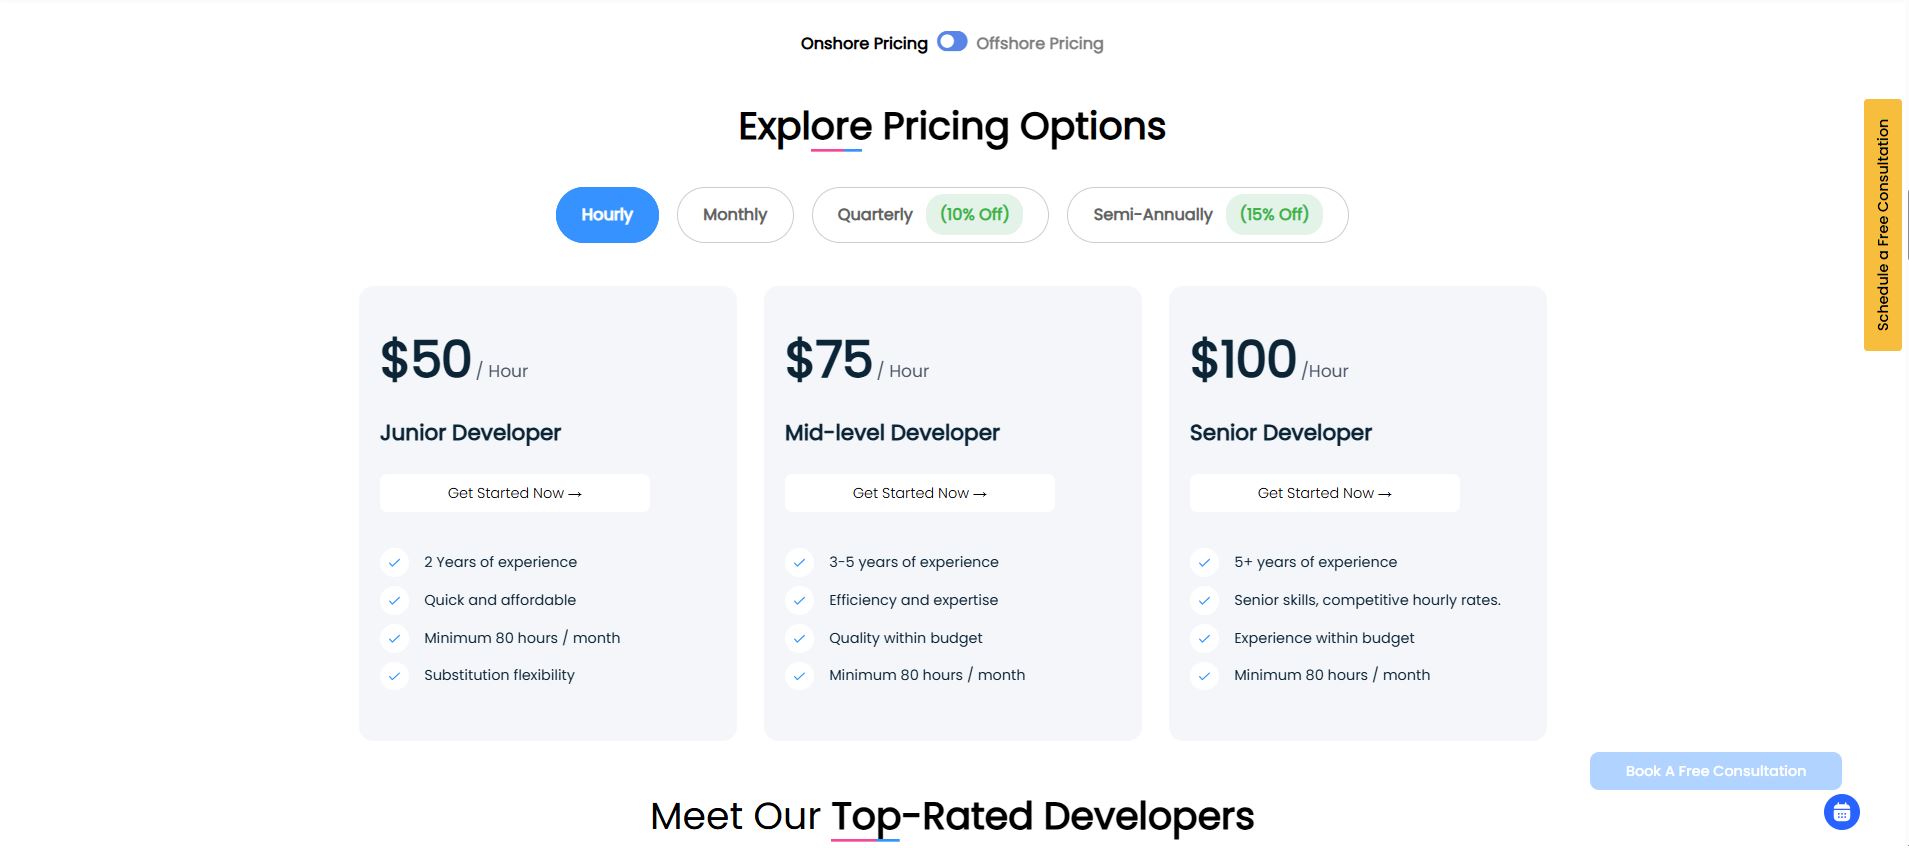 Onshore Pricing Offshore Pricing
Explore Pricing Options
Hourly Monthly Quarterly (10% Off) Semi-Annually (15% Off)
$50 / Hour
Junior Developer
Get Started Now →
2 Years of experience
Quick and affordable
Minimum 80 hours / month
Substitution flexibility
$75 / Hour
Mid-level Developer
Get Started Now →
3-5 years of experience
Efficiency and expertise
Quality within budget
Minimum 80 hours / month
$100 /Hour
Senior Developer
Get Started Now →
5+ years of experience
Senior skills, competitive hourly rates.
Experience within budget
Minimum 80 hours / month
Schedule a Free Consultation
Book A Free Consultation
Meet Our Top-Rated Developers